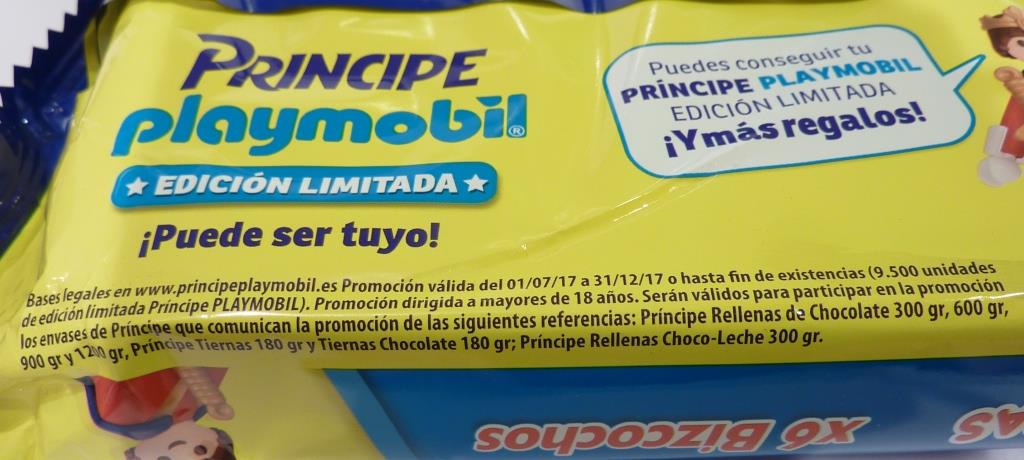 PRINCIPE
playmobil®
EDICIÓN LIMITADA
¡Puede ser tuyo!
Puedes conseguir tu
PRÍNCIPE PLAYMOBIL
EDICIÓN LIMITADA
¡Y más regalos!
Bases legales en www.principeplaymobil.es Promoción válida del 01/07/17 a 31/12/17 o hasta fin de existencias (9.500 unidades
de edición limitada Príncipe PLAYMOBIL). Promoción dirigida a mayores de 18 años. Serán válidos para participar en la promoción
los envases de Príncipe que comunican la promoción de las siguientes referencias: Príncipe Rellenas de Chocolate 300 gr, 600 gr,
900 gr y 1200 gr, Príncipe Tiernas 180 gr y Tiernas Chocolate 180 gr; Príncipe Rellenas Choco-Leche 300 gr.
x6 Bizcochos